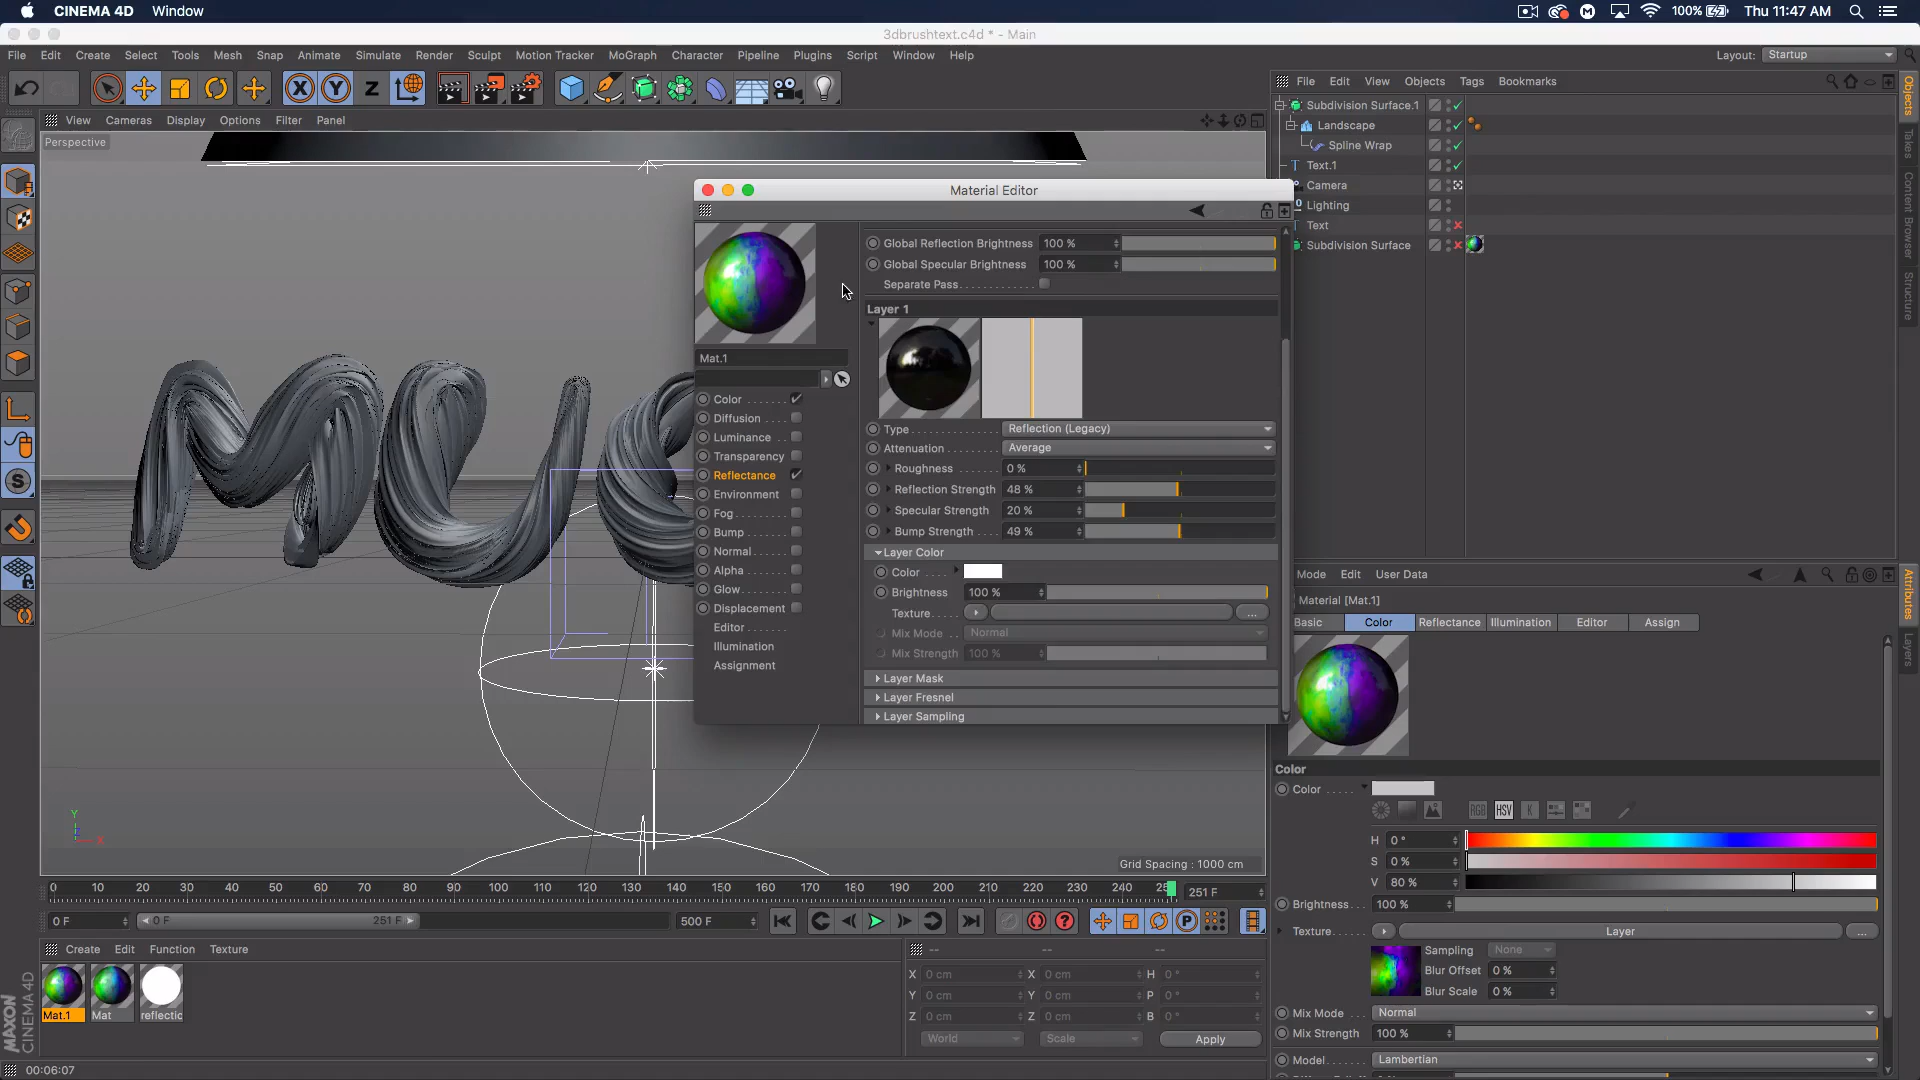 CINEMA 4D Window
100% Thu 11:47 AM
3dbrushtext.c4d * - Main
File Edit Create Select Tools Mesh Snap Animate Simulate Render Sculpt Motion Tracker MoGraph Character Pipeline Plugins Script Window Help
Layout: Startup
X Y Z
File Edit View Objects Tags Bookmarks
Objects
Takes
Content Browser
Structure
View Cameras Display Options Filter Panel
Perspective
Subdivision Surface.1
Landscape
Spline Wrap
Text.1
Camera
Lighting
Text
Subdivision Surface
Material Editor
Mat.1
Color
Diffusion
Luminance
Transparency
Reflectance
Environment
Fog
Bump
Normal
Alpha
Glow
Displacement
Editor
Illumination
Assignment
Global Reflection Brightness 100 %
Global Specular Brightness 100 %
Separate Pass
Layer 1
Type Reflection (Legacy)
Attenuation Average
Roughness 0 %
Reflection Strength 48 %
Specular Strength 20 %
Bump Strength 49 %
Layer Color
Color
Brightness 100 %
Texture ...
Mix Mode Normal
Mix Strength 100 %
Layer Mask
Layer Fresnel
Layer Sampling
Grid Spacing : 1000 cm
Y
Z
X
Mode Edit User Data
Material [Mat.1]
Basic Color Reflectance Illumination Editor Assign
Attributes
Layers
Color
Color
RGB HSV K
H 0 °
S 0 %
V 80 %
Brightness 100 %
Texture Layer ...
Sampling None
Blur Offset 0 %
Blur Scale 0 %
Mix Mode Normal
Mix Strength 100 %
Model Lambertian
0 10 20 30 40 50 60 70 80 90 100 110 120 130 140 150 160 170 180 190 200 210 220 230 240 251 F
0 F 0 F 251 F 500 F
Create Edit Function Texture
Mat.1 Mat reflectic
-- -- --
X 0 cm X 0 cm H 0 °
Y 0 cm Y 0 cm P 0 °
Z 0 cm Z 0 cm B 0 °
World Scale Apply
MAXON
CINEMA 4D
00:06:07